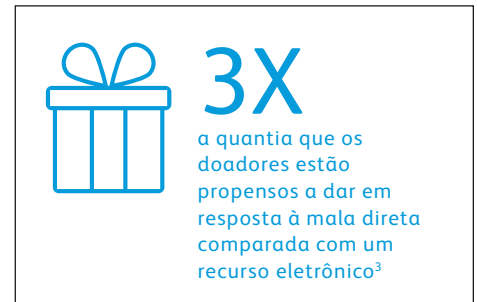 3X
a quantia que os
doadores estão
propensos a dar em
resposta à mala direta
comparada com um
recurso eletrônico³